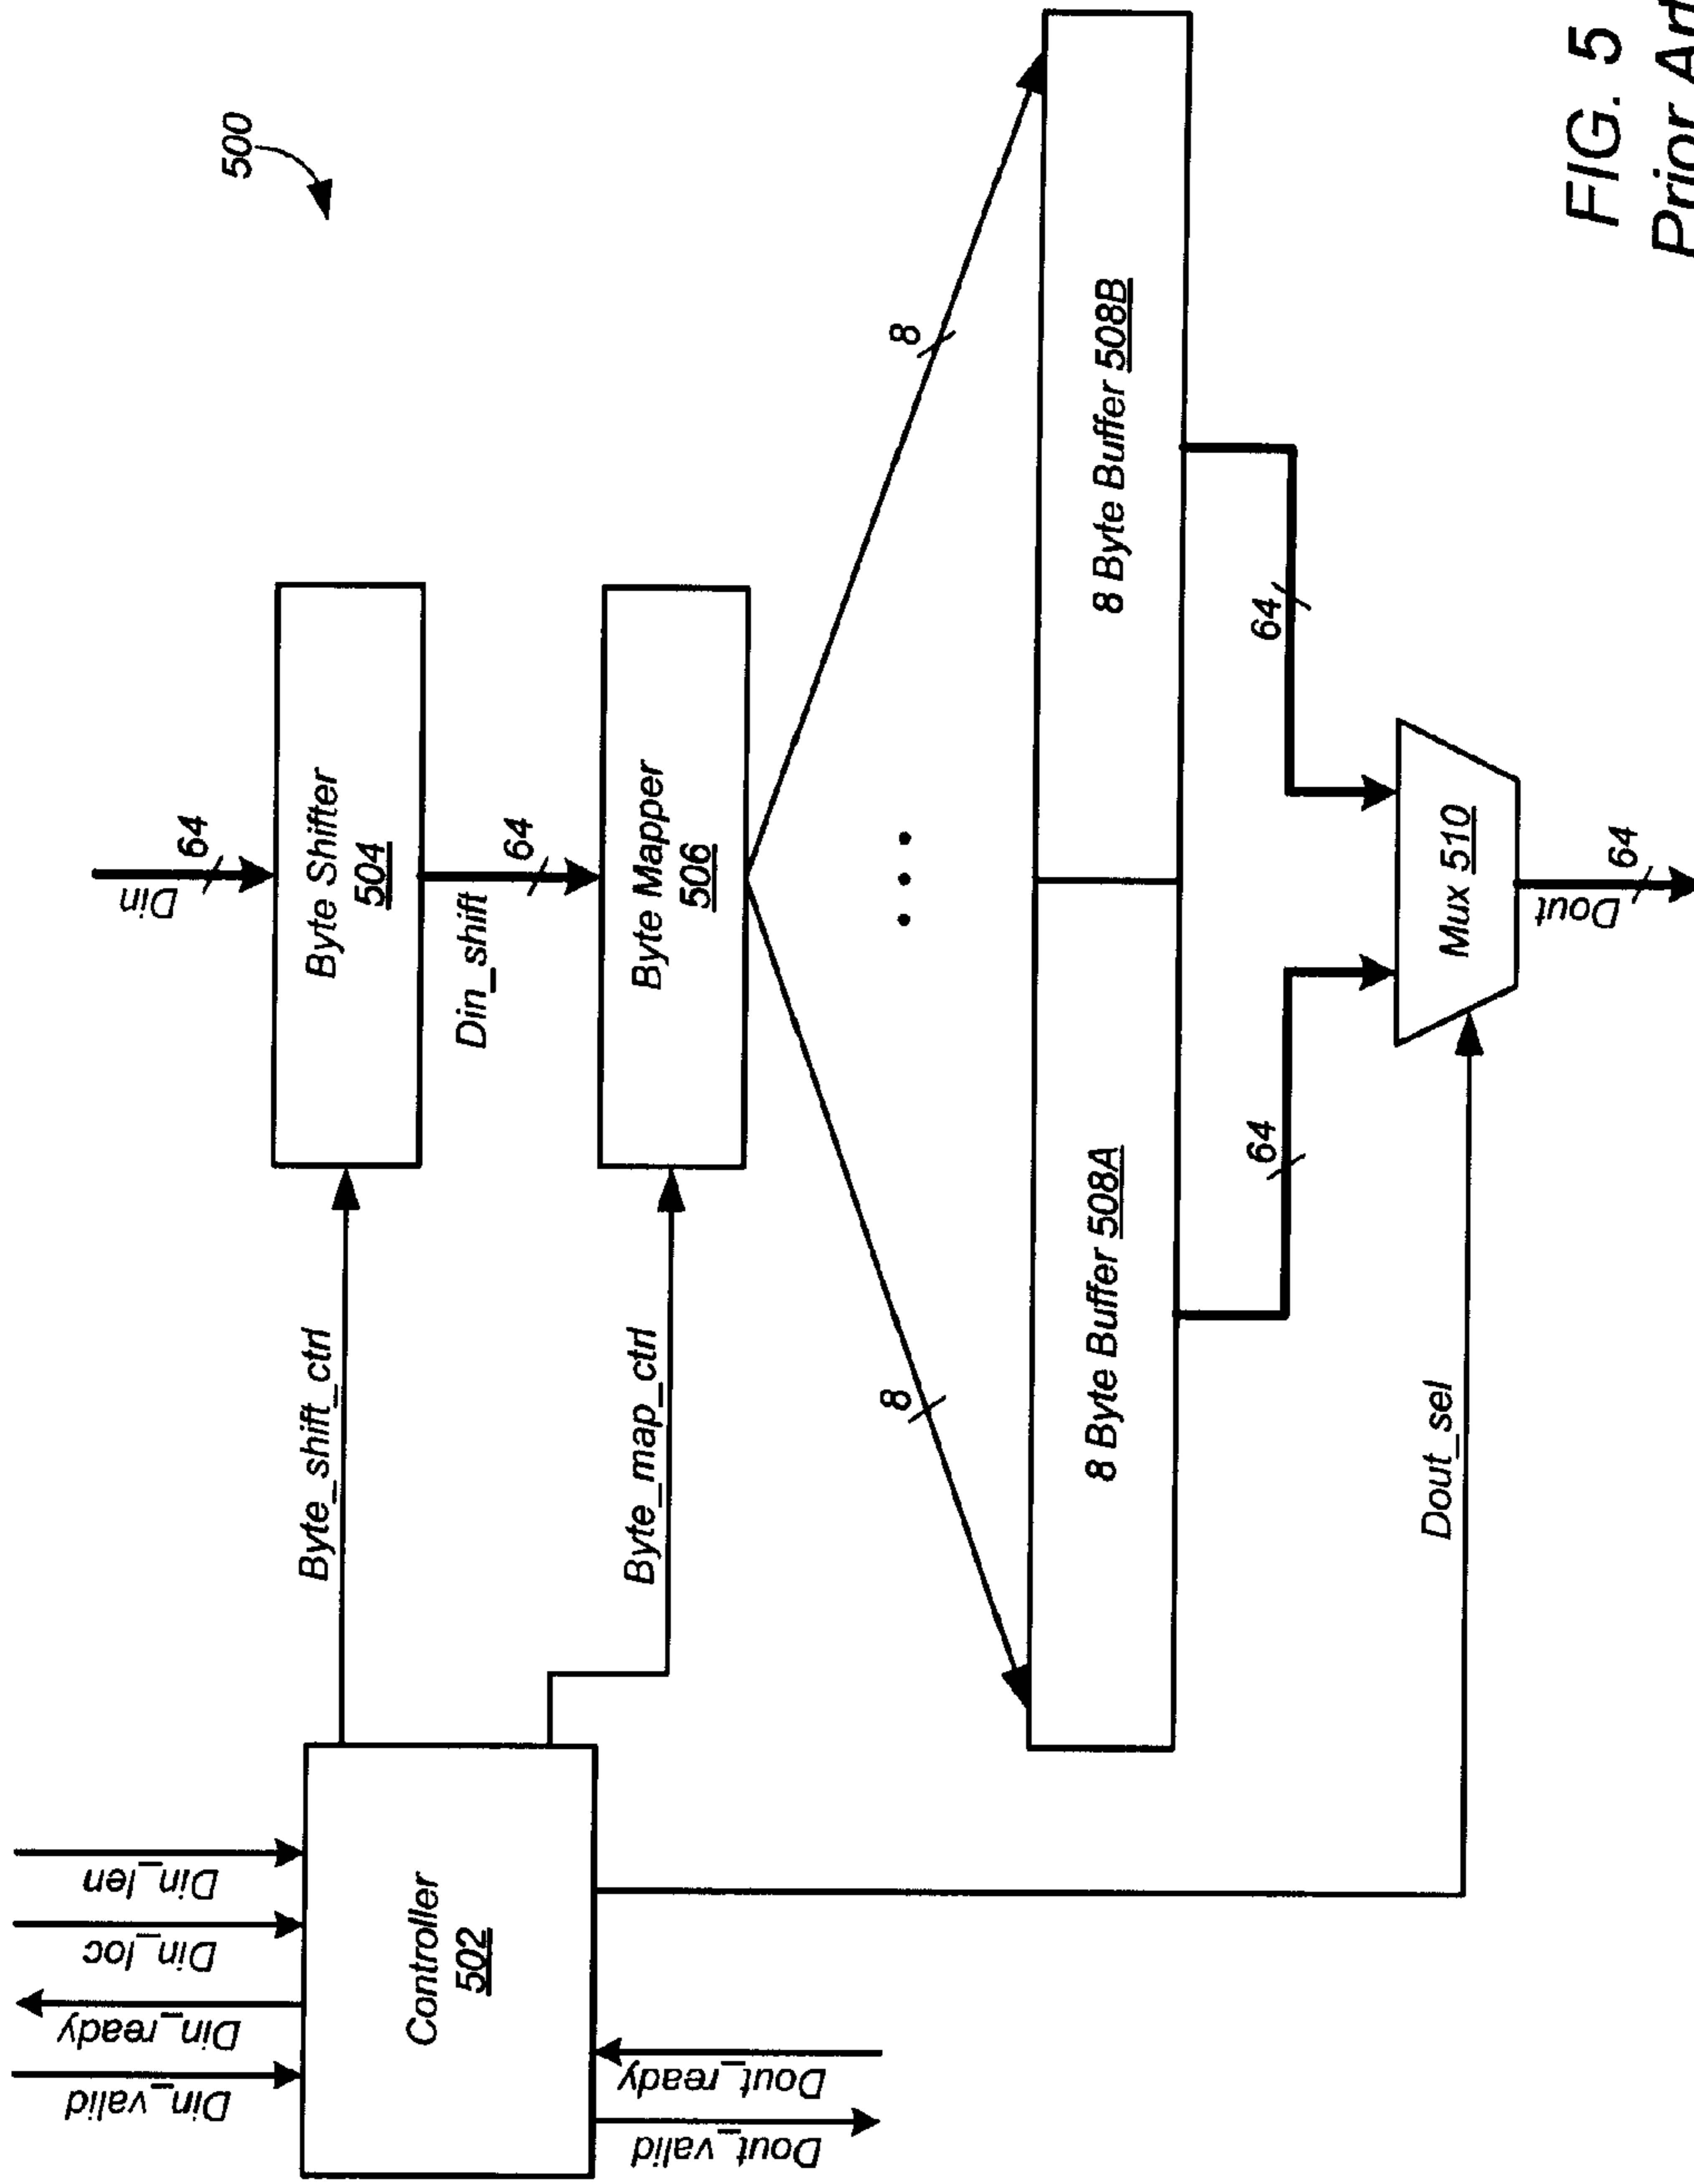 500
Din_valid
Din_ready
Din_loc
Din_len
Din
64
Controller
502
Byte_shift_ctrl
Byte Shifter
504
Din_shift
64
Byte_map_ctrl
Byte Mapper
506
Dout_valid
Dout_ready
8
8
8 Byte Buffer 508A
8 Byte Buffer 508B
64
64
Dout_sel
Mux 510
Dout
64
FIG. 5
Prior Art